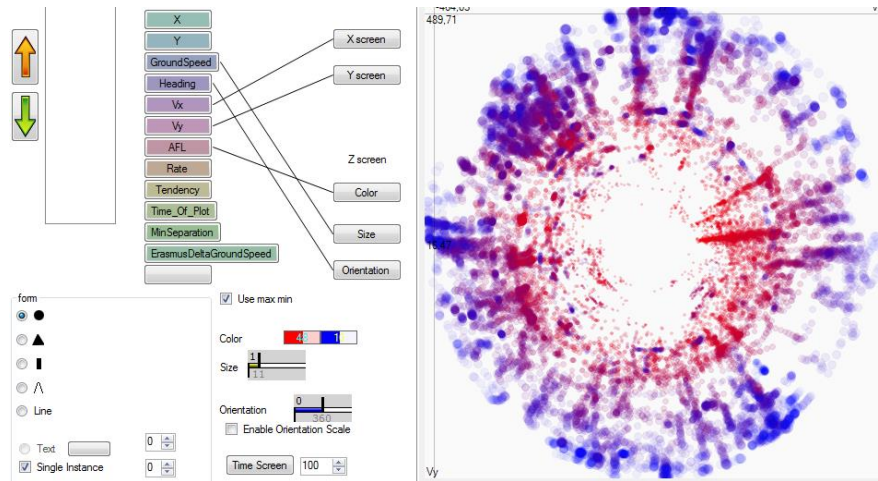 X
Y
GroundSpeed
Heading
Vx
Vy
AFL
Rate
Tendency
Time_Of_Plot
MinSeparation
ErasmusDeltaGroundSpeed
X screen
Y screen
Z screen
Color
Size
Orientation
form
Line
Text
0
Single Instance
0
Use max min
Color
Size
1
11
Orientation
0
360
Enable Orientation Scale
Time Screen
100
489,71
Vy